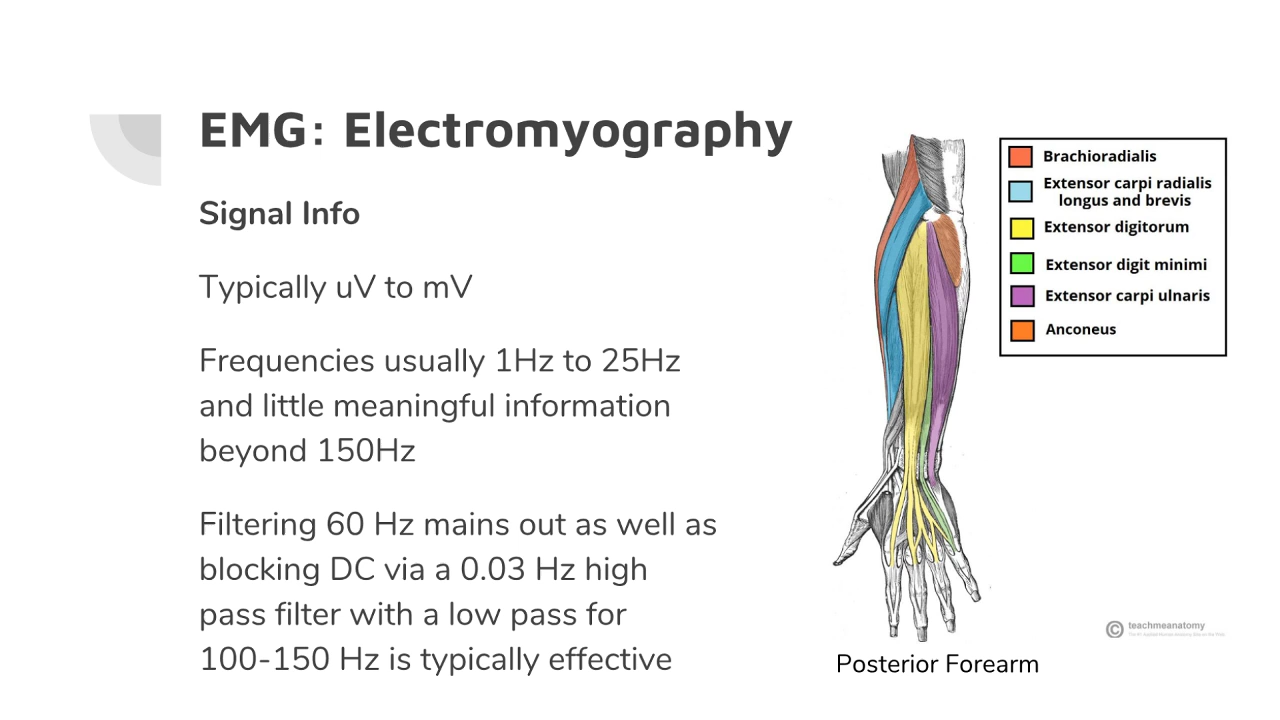 EMG: Electromyography
Signal Info
Typically uV to mV
Frequencies usually 1Hz to 25Hz
and little meaningful information
beyond 150Hz
Filtering 60 Hz mains out as well as
blocking DC via a 0.03 Hz high
pass filter with a low pass for
100-150 Hz is typically effective
Brachioradialis
Extensor carpi radialis
longus and brevis
Extensor digitorum
Extensor digit minimi
Extensor carpi ulnaris
Anconeus
© teachmeanatomy
Posterior Forearm